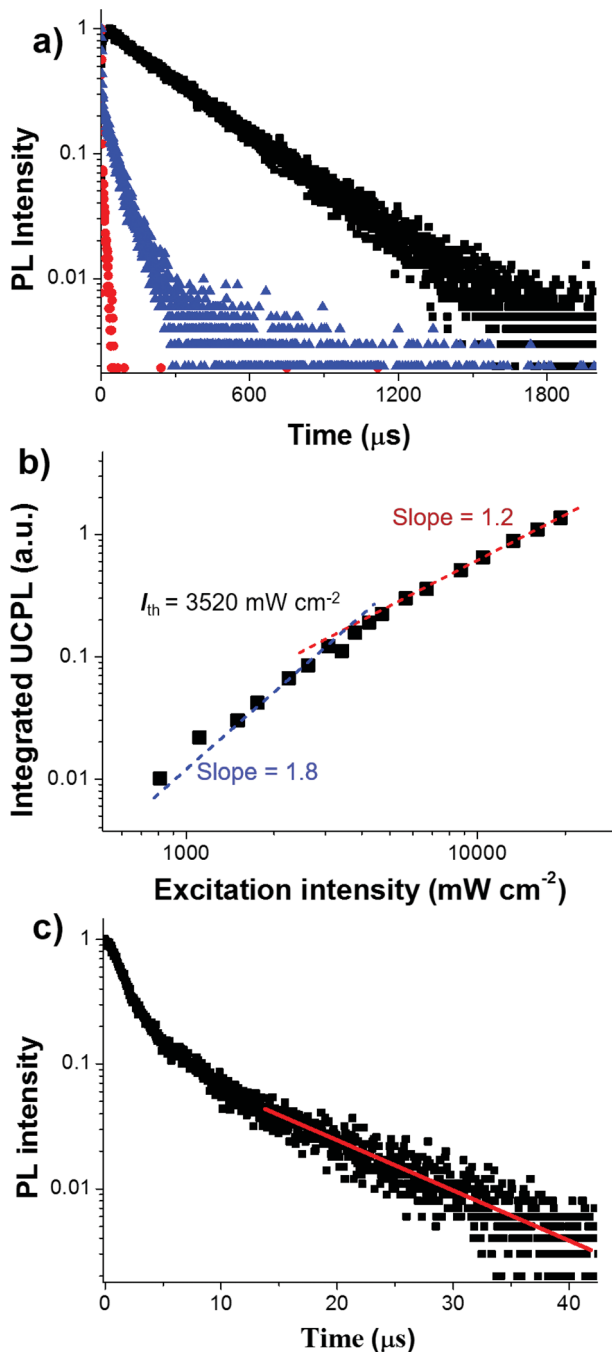 a)
1
0.1
0.01
PL Intensity
0 600 1200 1800
Time (μs)
b)
1
0.1
0.01
Integrated UCPL (a.u.)
Slope = 1.2
Ith = 3520 mW cm-2
Slope = 1.8
1000 10000
Excitation intensity (mW cm-2)
c)
1
0.1
0.01
PL intensity
0 10 20 30 40
Time (μs)